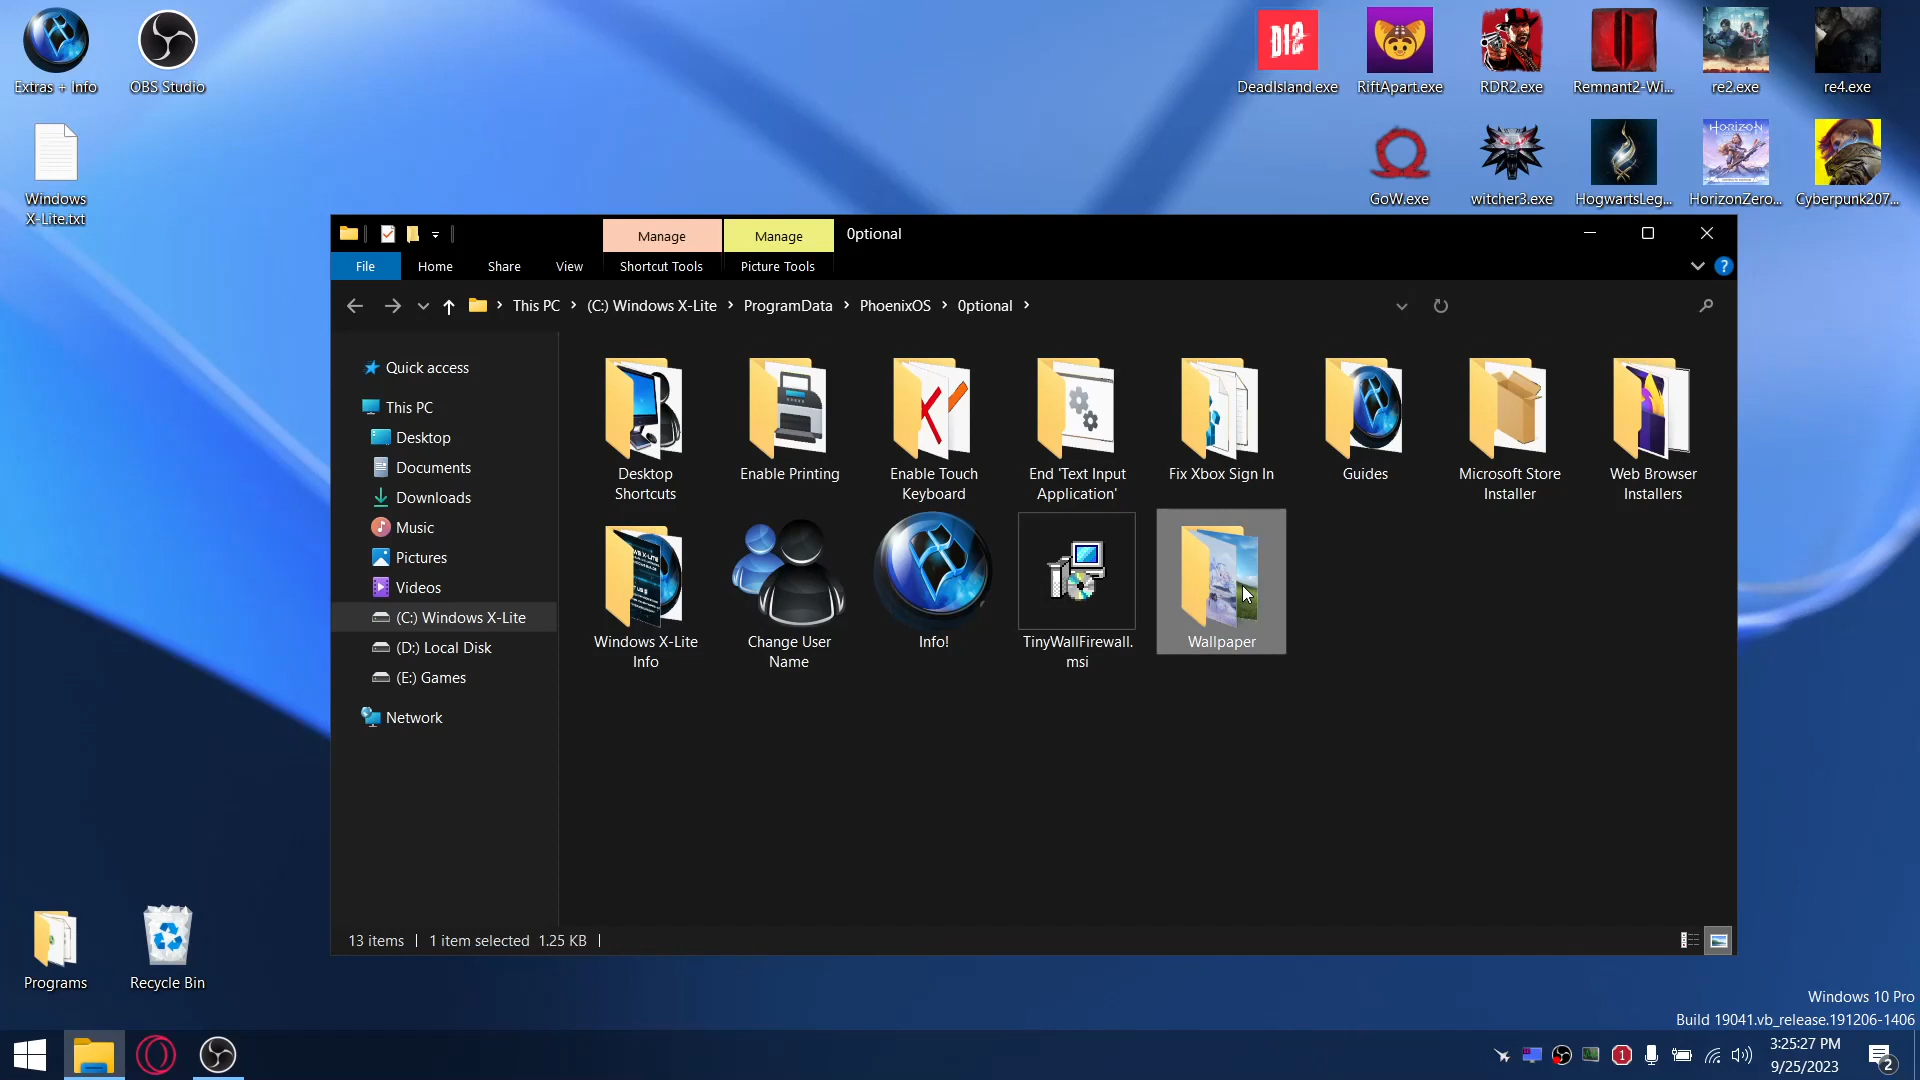 Extras + Info
OBS Studio
DeadIsland.exe
RiftApart.exe
RDR2.exe
Remnant2-Wi...
re2.exe
re4.exe
Windows
X-Lite.txt
GoW.exe
witcher3.exe
HogwartsLeg...
HorizonZero...
Cyberpunk207...
Manage
Manage
0ptional
File
Home
Share
View
Shortcut Tools
Picture Tools
This PC
(C:) Windows X-Lite
ProgramData
PhoenixOS
0ptional
Quick access
This PC
Desktop
Documents
Downloads
Music
Pictures
Videos
(C:) Windows X-Lite
(D:) Local Disk
(E:) Games
Network
Desktop
Shortcuts
Enable Printing
Enable Touch
Keyboard
End 'Text Input
Application'
Fix Xbox Sign In
Guides
Microsoft Store
Installer
Web Browser
Installers
Windows X-Lite
Info
Change User
Name
Info!
TinyWallFirewall.
msi
Wallpaper
13 items
1 item selected
1.25 KB
Programs
Recycle Bin
Windows 10 Pro
Build 19041.vb_release.191206-1406
3:25:27 PM
9/25/2023
1
2
HORIZON
DI2